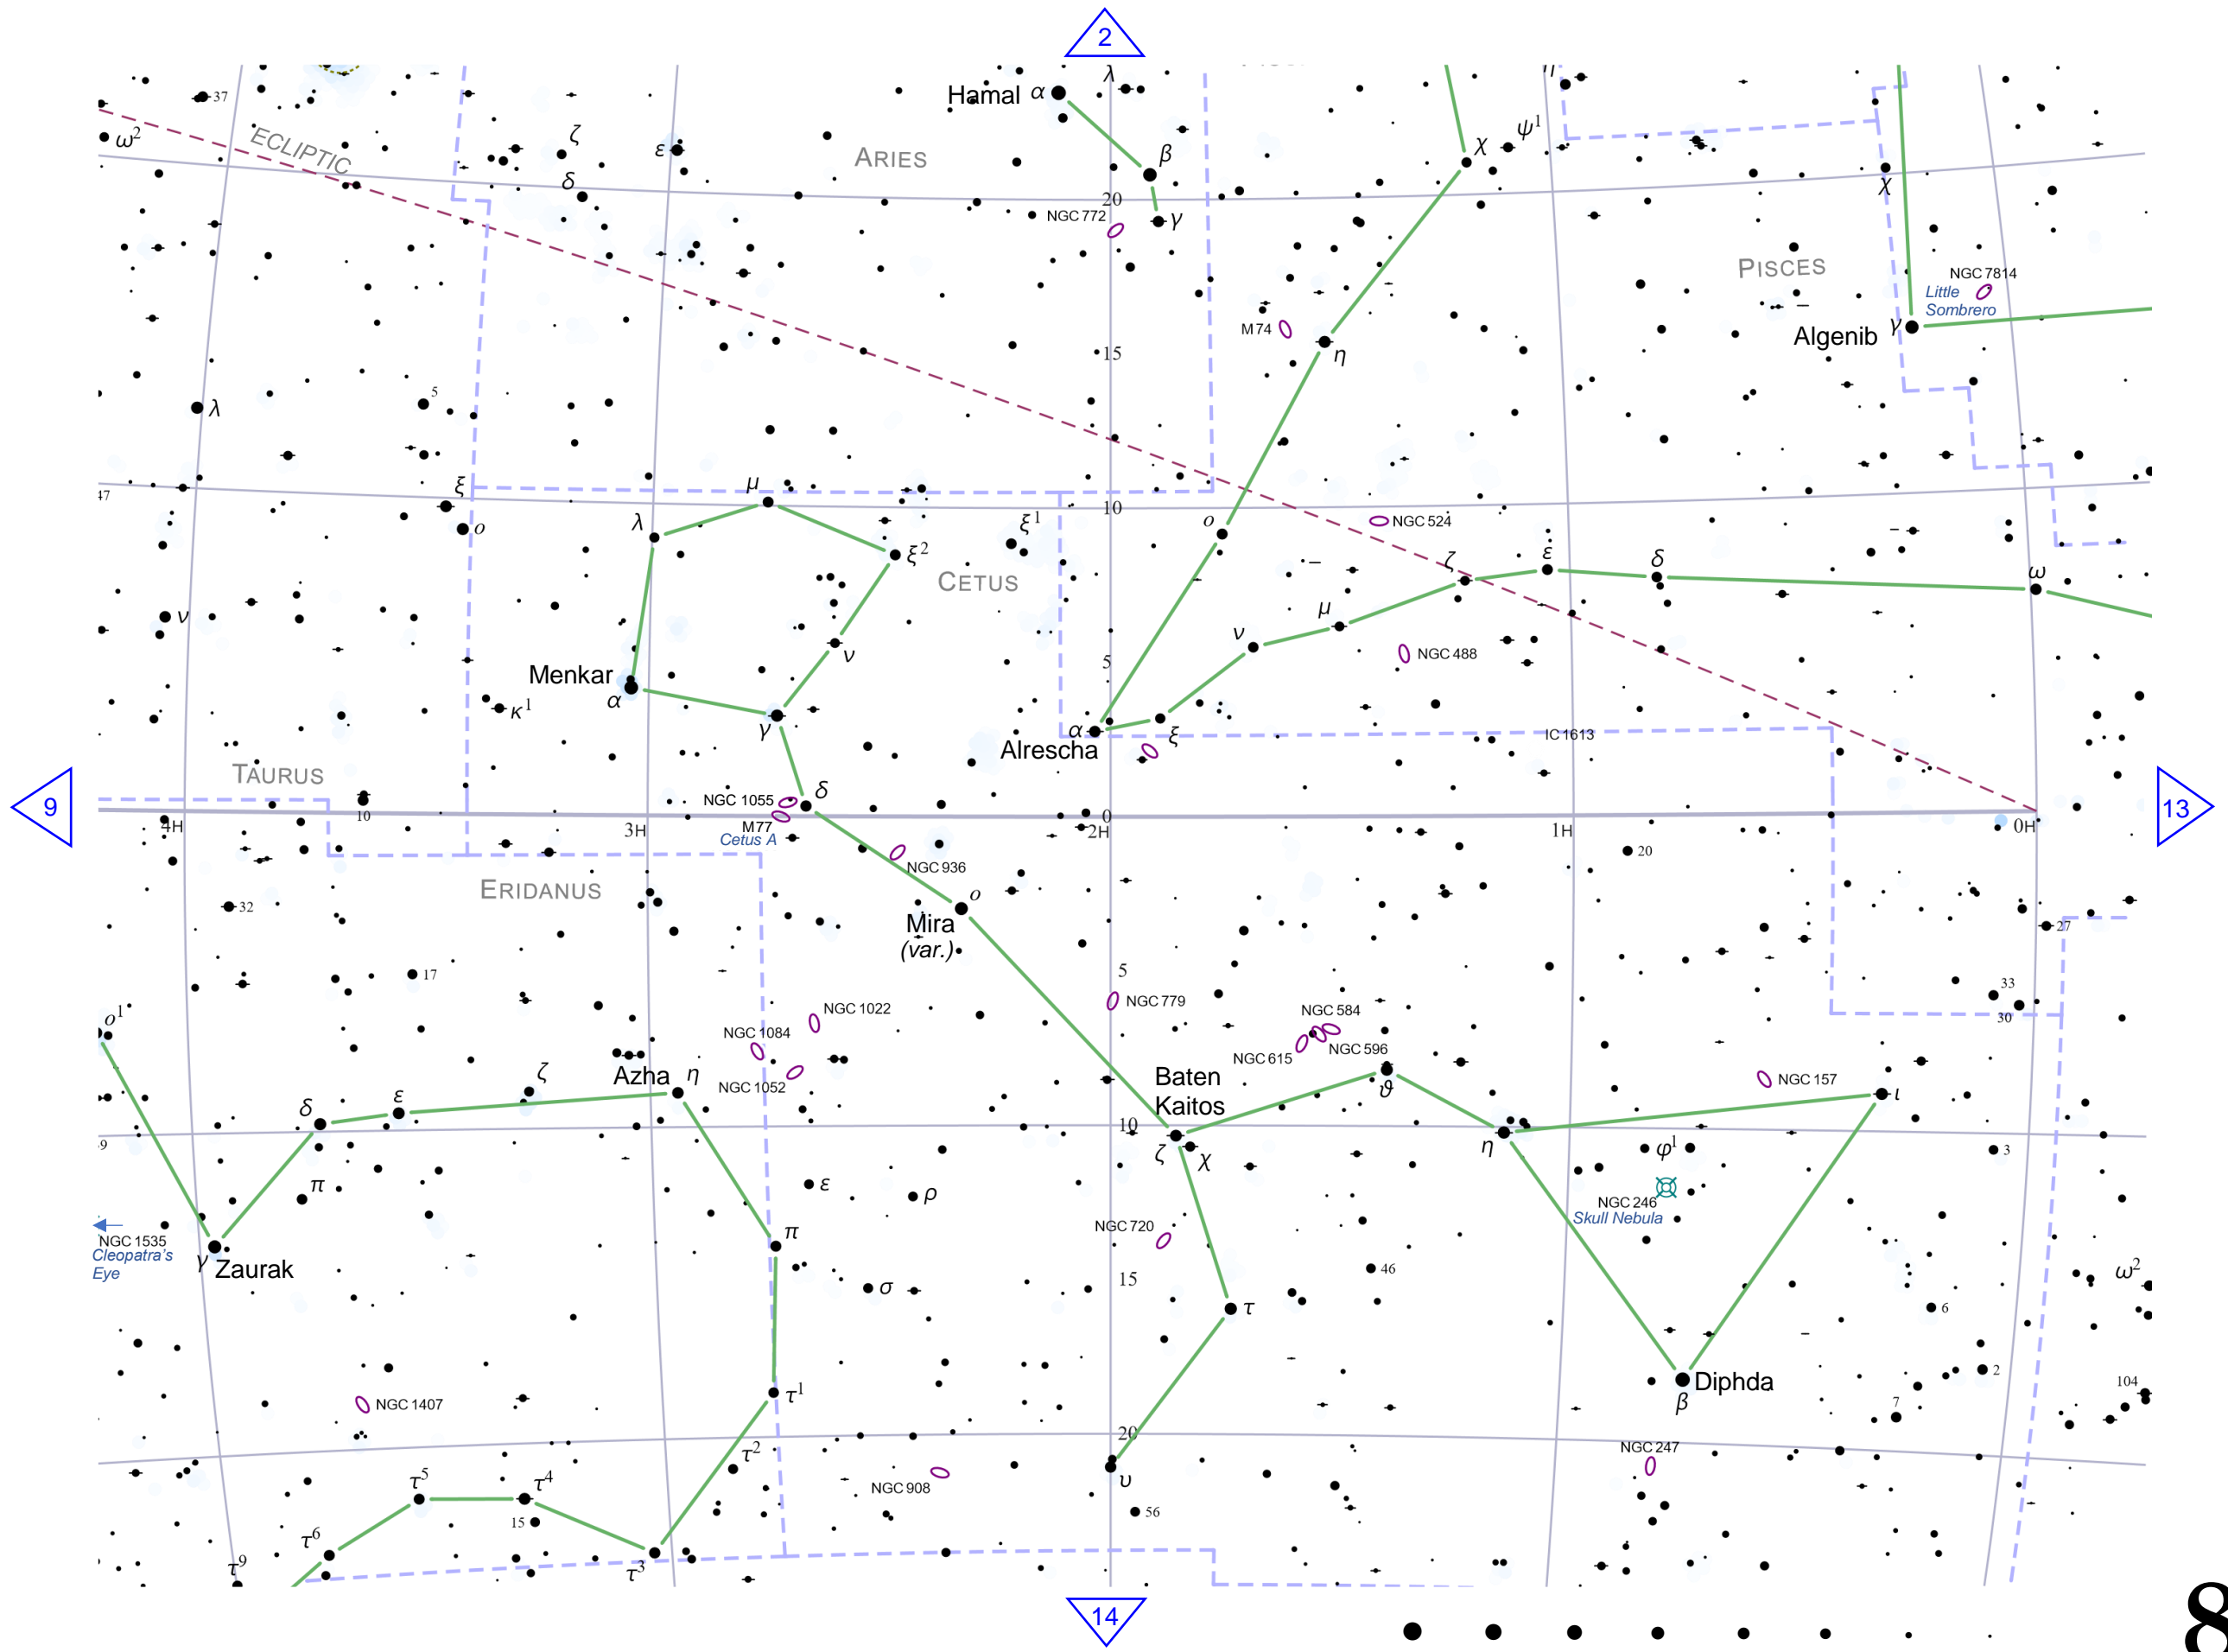 2
λ
π
Hamal α
37
ω²
ECLIPTIC
ζ
ε
ARIES
β
χ
ψ¹
δ
20
χ
NGC 772
γ
PISCES
NGC 7814
Little
Sombrero
M 74
Algenib γ
15
η
5
λ
47
ξ
μ
10
ο
λ
ξ¹
ο
NGC 524
ξ²
CETUS
ζ
ε
δ
ω
ν
μ
ν
ν
NGC 488
5
Menkar
α
κ¹
γ
α
ξ
IC 1613
Alrescha
TAURUS
δ
9
NGC 1055
13
10
0
4H
3H
M77
2H
1H
0H
Cetus A
20
NGC 936
ERIDANUS
32
ο
Mira
(var.)
27
17
5
33
NGC 779
30
NGC 1022
NGC 584
ο¹
NGC 1084
NGC 615
NGC 596
Azha
η
ζ
Baten
Kaitos
NGC 1052
NGC 157
ϑ
ι
δ
ε
10
9
η
φ¹
3
ζ
χ
π
ε
ρ
NGC 246
Skull Nebula
NGC 720
π
NGC 1535
Cleopatra's
Eye
γ
Zaurak
46
15
ω²
σ
τ
6
2
Diphda
104
τ¹
β
NGC 1407
7
20
τ²
NGC 247
τ⁵
τ⁴
υ
NGC 908
15
56
τ⁶
τ⁹
τ³
14
8